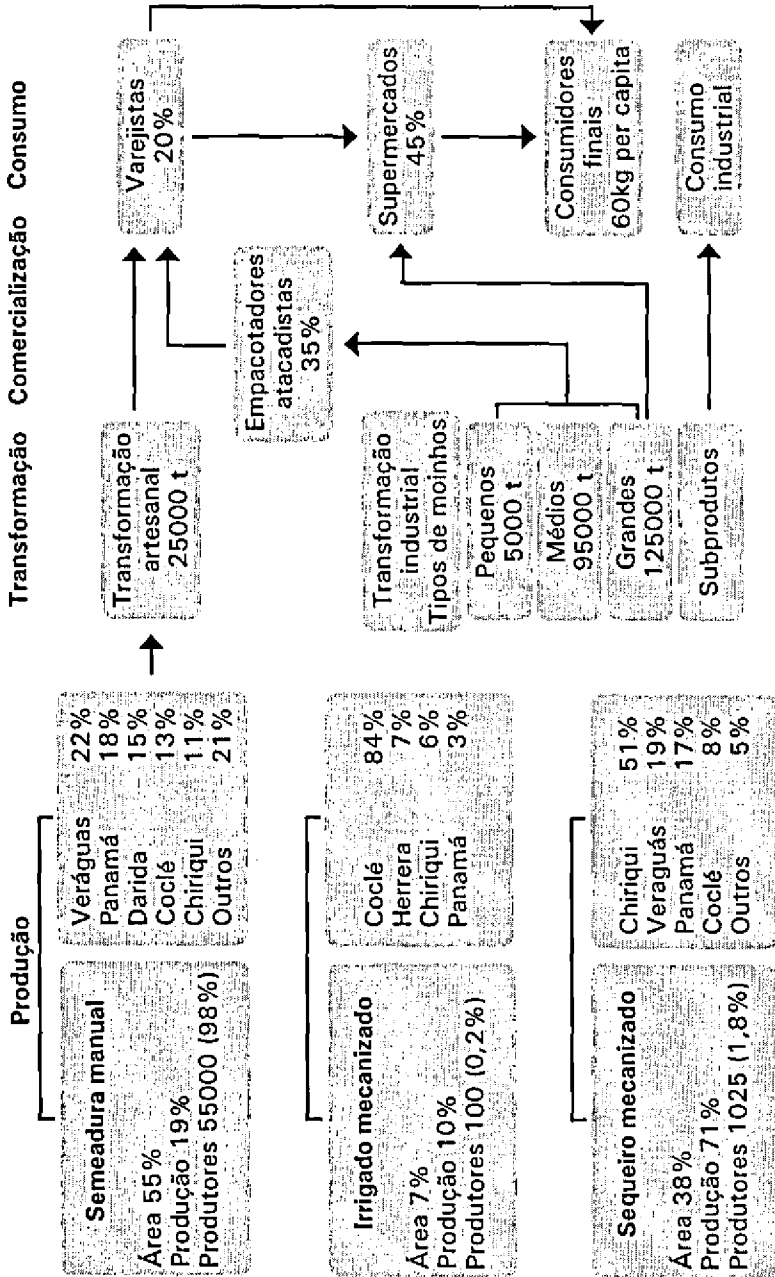 Produção
Transformação Comercialização Consumo
Semeadura manual
Área 55%
Produção 19%
Produtores 55000 (98%)
Veráguas 22%
Panamá 18%
Darida 15%
Coclé 13%
Chiriqui 11%
Outros 21%
Irrigado mecanizado
Área 7%
Produção 10%
Produtores 100 (0,2%)
Coclé 84%
Herrera 7%
Chiriqui 6%
Panamá 3%
Sequeiro mecanizado
Área 38%
Produção 71%
Produtores 1025 (1,8%)
Chiriqui 51%
Veraguás 19%
Panamá 17%
Coclé 8%
Outros 5%
Transformação
artesanal
25000 t
Transformação
industrial
Tipos de moinhos
Pequenos
5000 t
Médios
95000 t
Grandes
125000 t
Subprodutos
Empacotadores
atacadistas
35%
Varejistas
20%
Supermercados
45%
Consumidores
finais
60kg per capita
Consumo
industrial